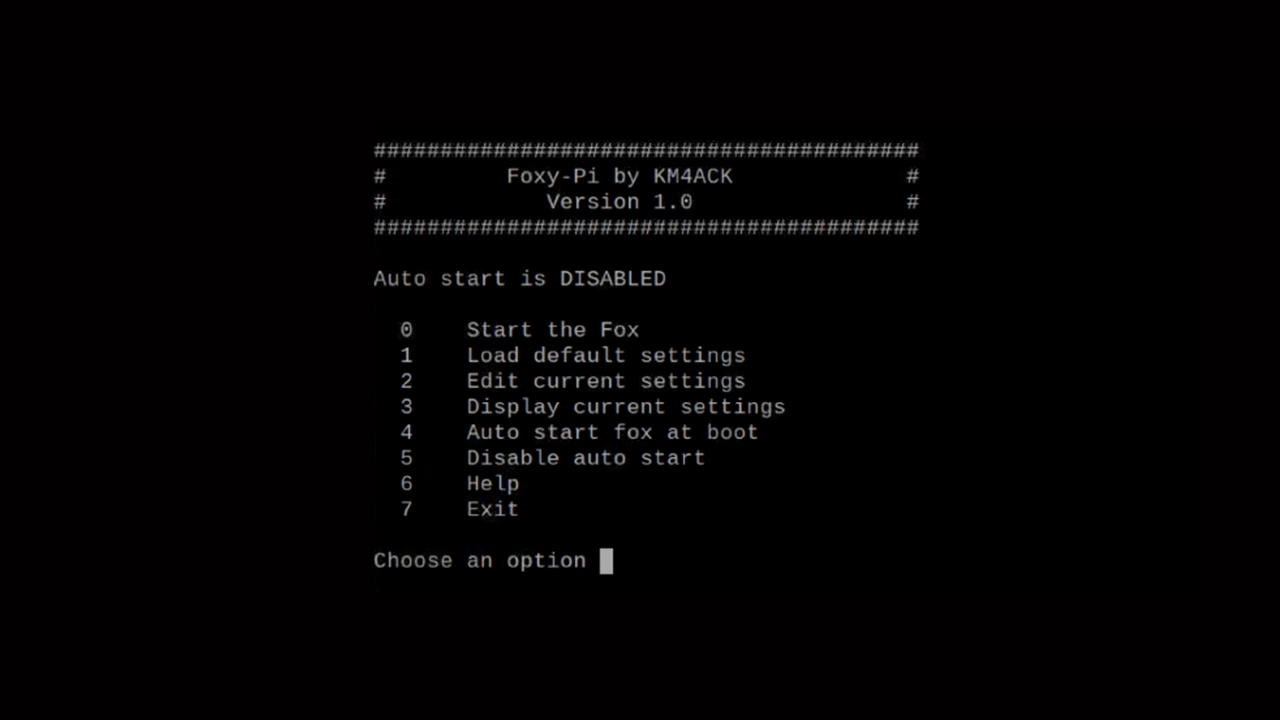 #########################################
# Foxy-Pi by KM4ACK #
# Version 1.0 #
#########################################
Auto start is DISABLED
0 Start the Fox
1 Load default settings
2 Edit current settings
3 Display current settings
4 Auto start fox at boot
5 Disable auto start
6 Help
7 Exit
Choose an option